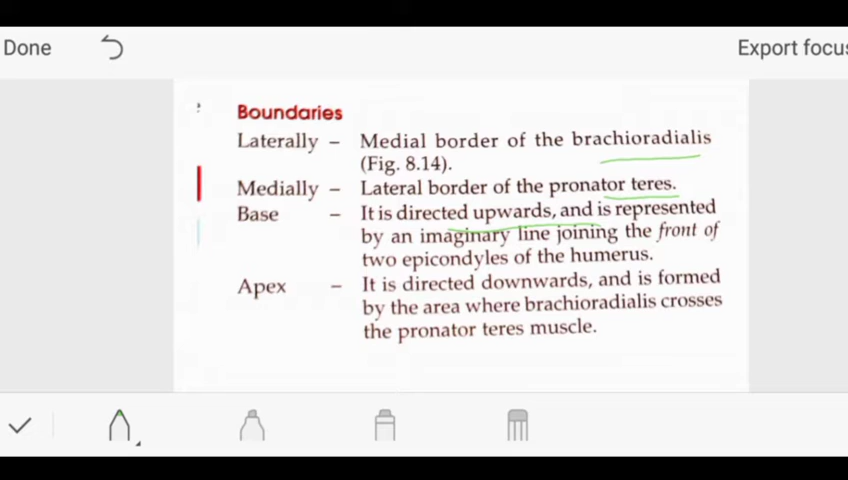 Done
Export focus
Boundaries
Laterally – Medial border of the brachioradialis
(Fig. 8.14).
Medially – Lateral border of the pronator teres.
Base – It is directed upwards, and is represented
by an imaginary line joining the front of
two epicondyles of the humerus.
Apex – It is directed downwards, and is formed
by the area where brachioradialis crosses
the pronator teres muscle.